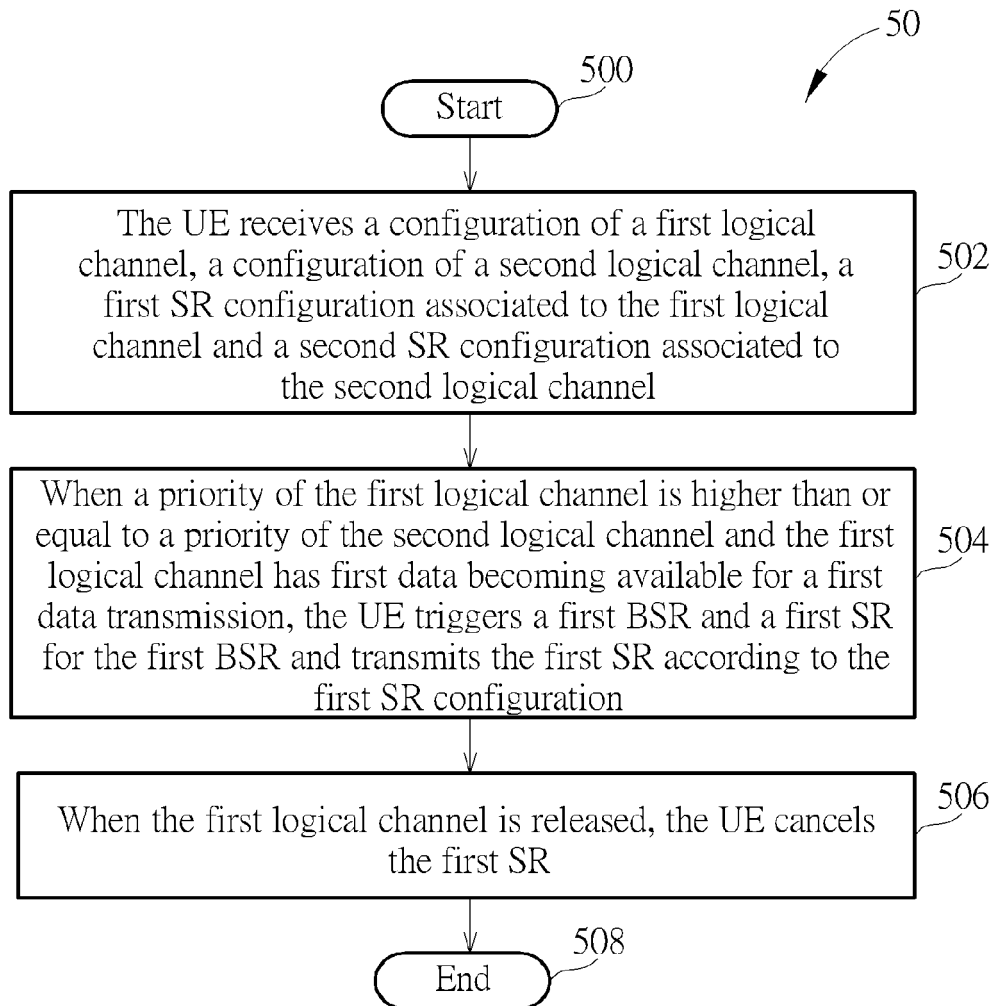 50
500
Start
The UE receives a configuration of a first logical
channel, a configuration of a second logical channel, a
first SR configuration associated to the first logical
channel and a second SR configuration associated to
the second logical channel
502
When a priority of the first logical channel is higher than or
equal to a priority of the second logical channel and the first
logical channel has first data becoming available for a first
data transmission, the UE triggers a first BSR and a first SR
for the first BSR and transmits the first SR according to the
first SR configuration
504
When the first logical channel is released, the UE cancels
the first SR
506
508
End